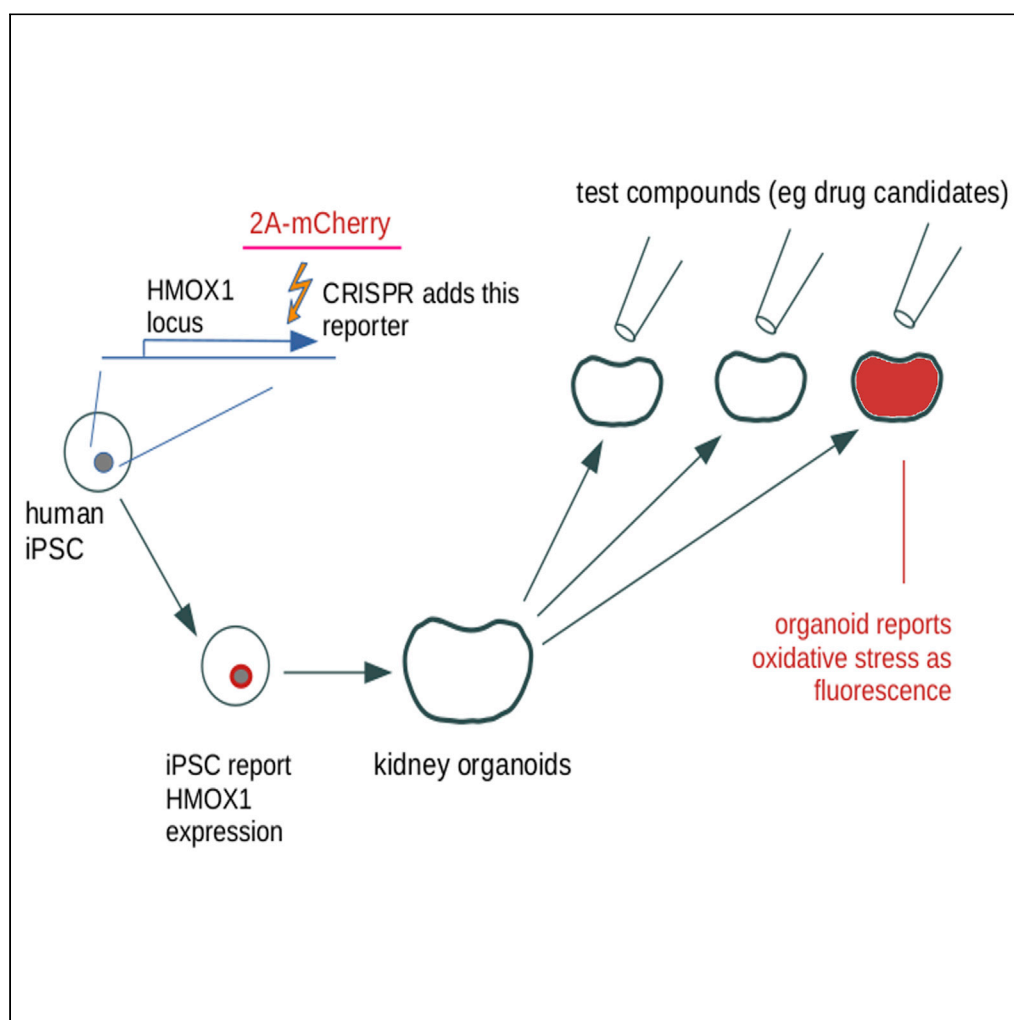 test compounds (eg drug candidates)
2A-mCherry
HMOX1
locus
CRISPR adds this
reporter
human
iPSC
organoid reports
oxidative stress as
fluorescence
iPSC report
HMOX1
expression
kidney organoids